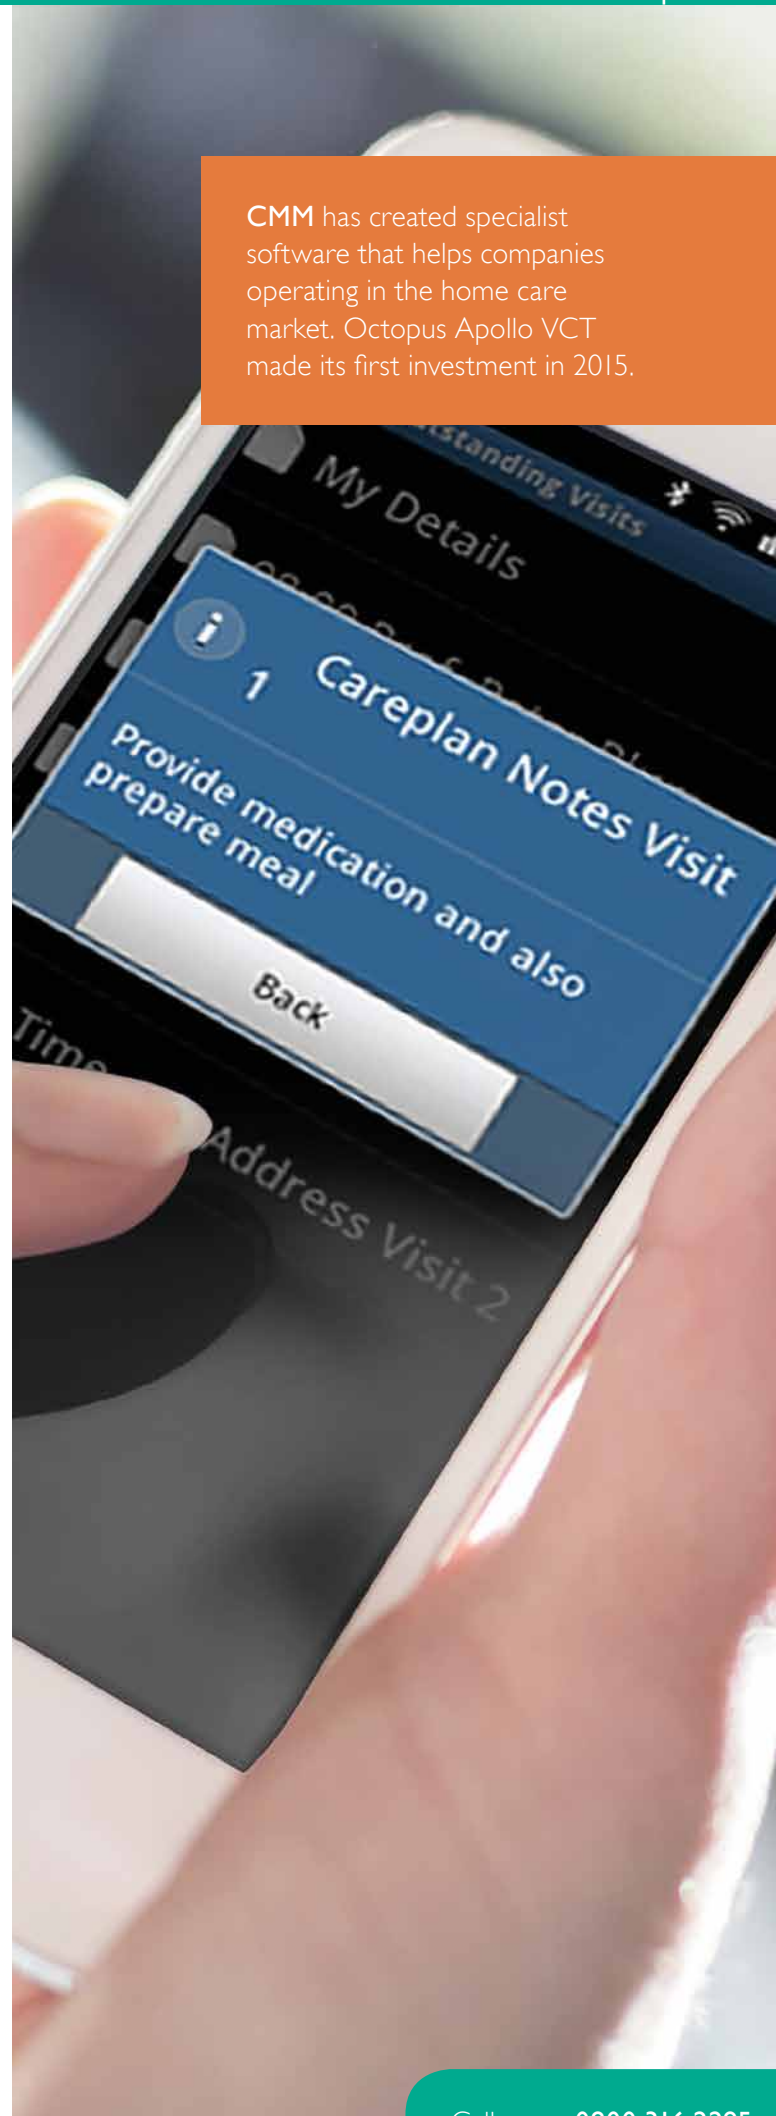 CMM has created specialist
software that helps companies
operating in the home care
market. Octopus Apollo VCT
made its first investment in 2015.
Visits
My Details
Careplan Notes Visit
1
Provide medication and also
prepare meal
Back
Time
Address Visit 2